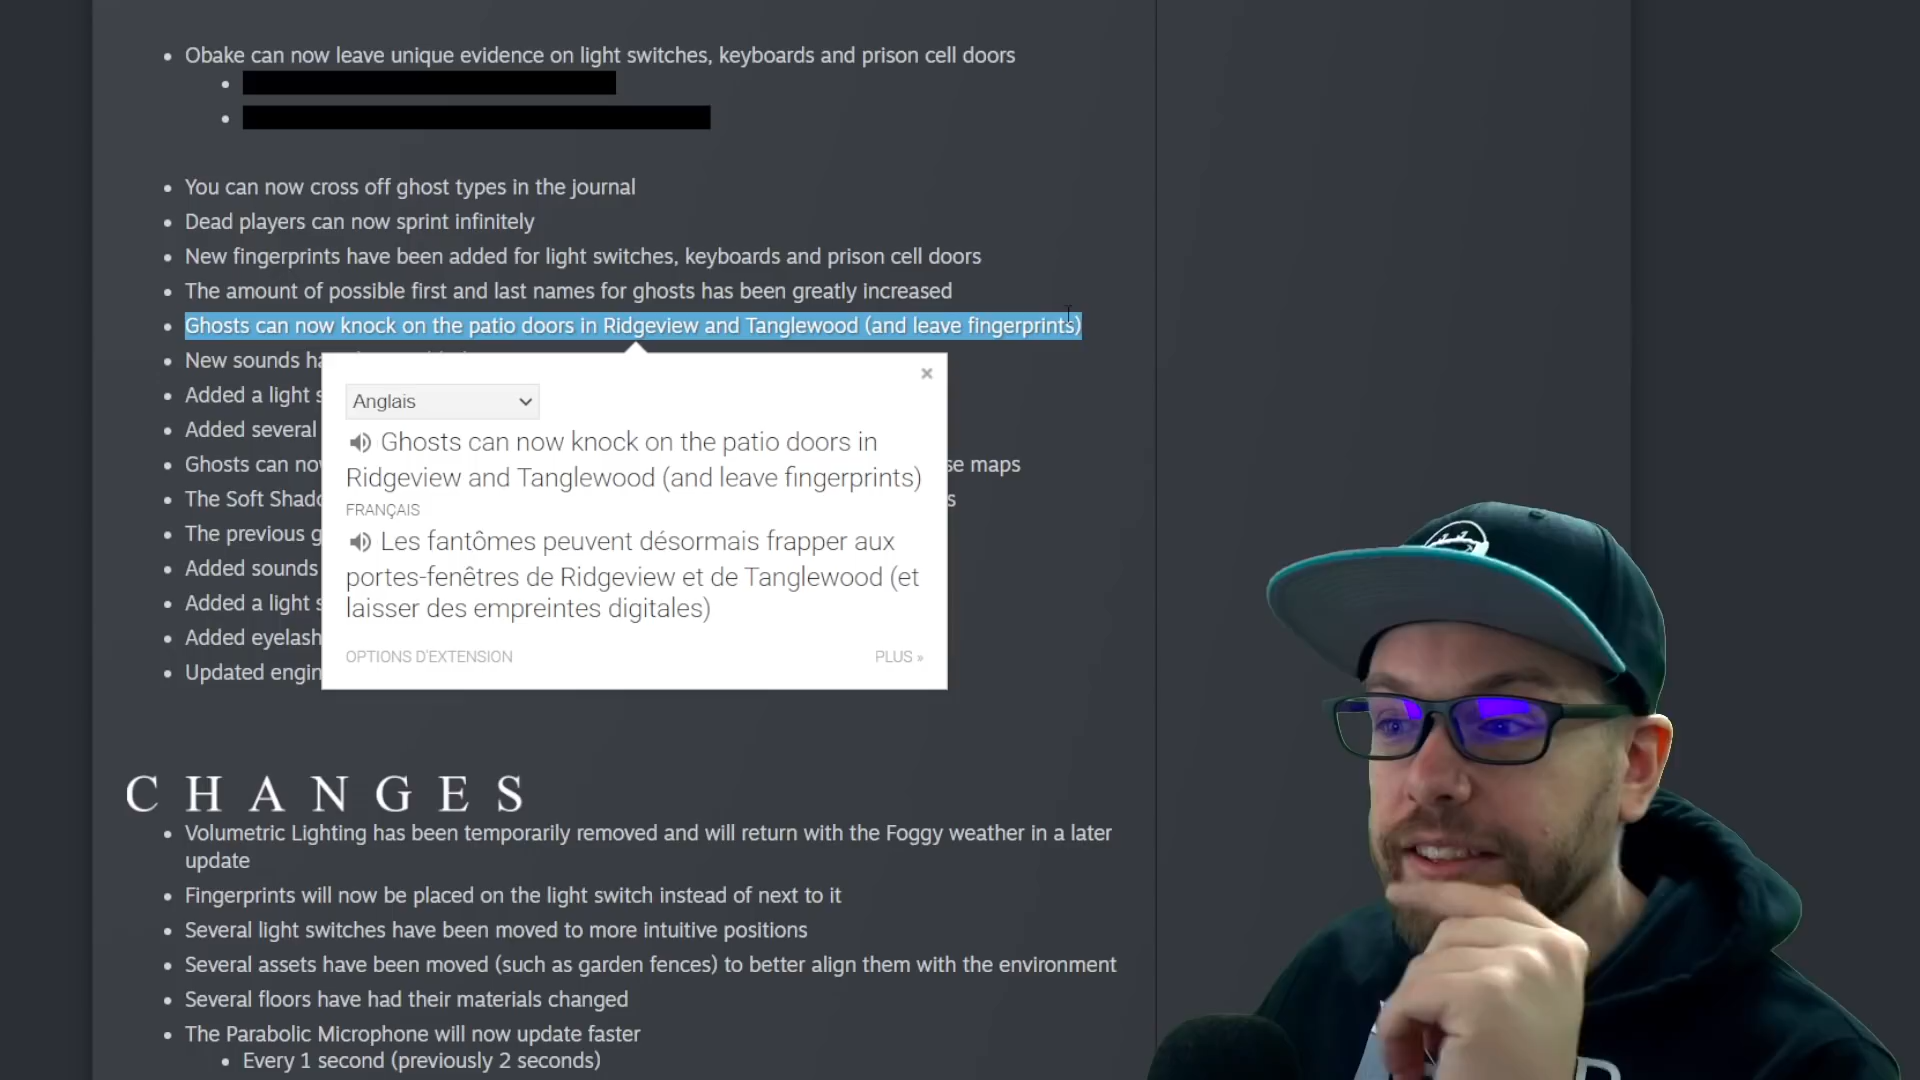 Obake can now leave unique evidence on light switches, keyboards and prison cell doors
You can now cross off ghost types in the journal
Dead players can now sprint infinitely
New fingerprints have been added for light switches, keyboards and prison cell doors
The amount of possible first and last names for ghosts has been greatly increased
Ghosts can now knock on the patio doors in Ridgeview and Tanglewood (and leave fingerprints)
New sounds
Added a light
Added several
Ghosts can
se maps
The Soft
The previous
Added sounds
Added a light
Added
Updated
Anglais
Ghosts can now knock on the patio doors in
Ridgeview and Tanglewood (and leave fingerprints)
FRANÇAIS
Les fantômes peuvent désormais frapper aux
portes-fenêtres de Ridgeview et de Tanglewood (et
laisser des empreintes digitales)
OPTIONS D'EXTENSION
PLUS »
CHANGES
Volumetric Lighting has been temporarily removed and will return with the Foggy weather in a later
update
Fingerprints will now be placed on the light switch instead of next to it
Several light switches have been moved to more intuitive positions
Several assets have been moved (such as garden fences) to better align them with the environment
Several floors have had their materials changed
The Parabolic Microphone will now update faster
Every 1 second (previously 2 seconds)